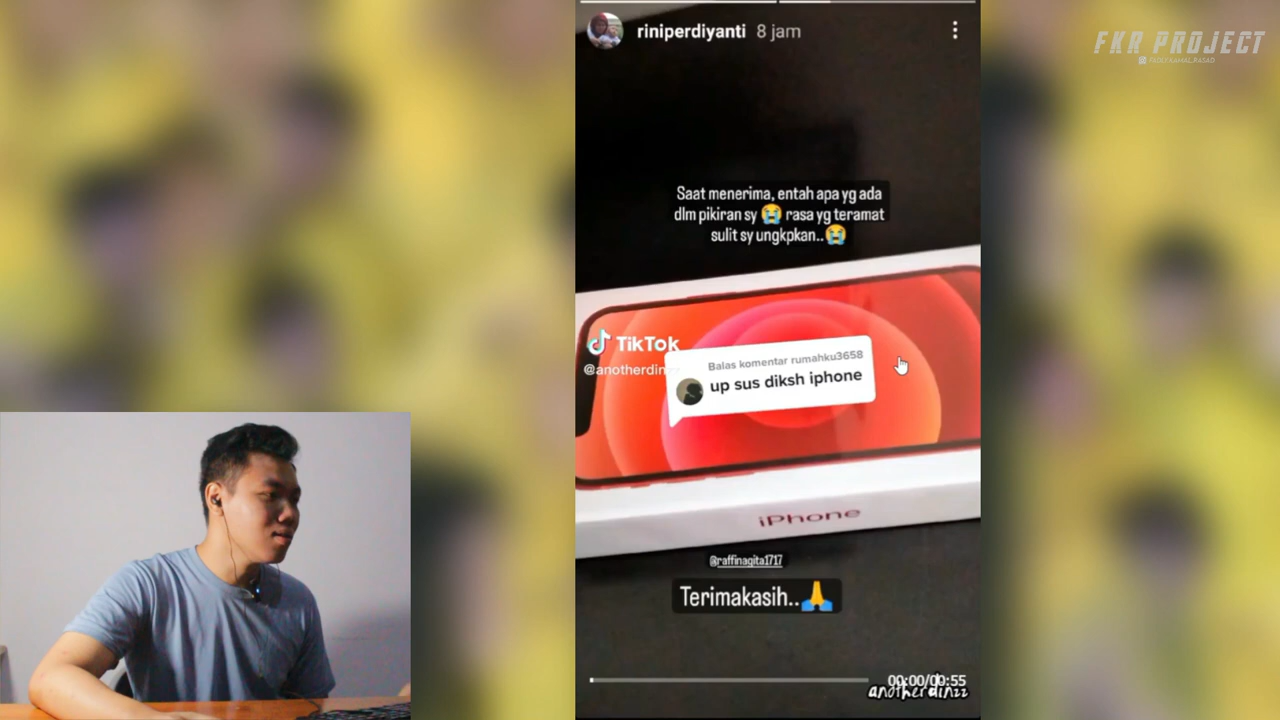 riniperdiyanti 8 jam
FKR PROJECT
Saat menerima, entah apa yg ada
dlm pikiran sy 😭 rasa yg teramat
sulit sy ungkpkan..😭
TikTok
@anotherdin
Balas komentar rumahku3658
up sus diksh iphone
iPhone
@raffinagita1717
Terimakasih..🙏
00:00/00:55
anotherdinzz